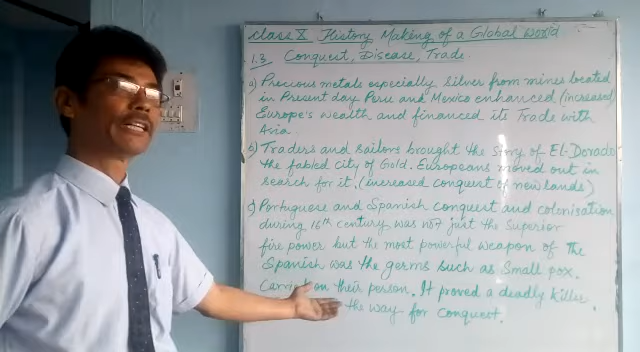 Class X History Making of a Global World
1.3 Conquest, Disease, Trade
a) Precious metals especially silver from mines located
in Present day Peru and Mexico enhanced (increased)
Europe's wealth and financed its Trade with
Asia.
b) Traders and sailors brought the Story of El-Dorado
the fabled city of Gold. Europeans moved out in
search for it. (increased conquest of new lands)
c) Portuguese and Spanish conquest and colonisation
during 16th century was not just the Superior
fire power but the most powerful weapon of the
Spanish was the germs such as Small pox.
on their person. It proved a deadly killer.
the way for conquest.